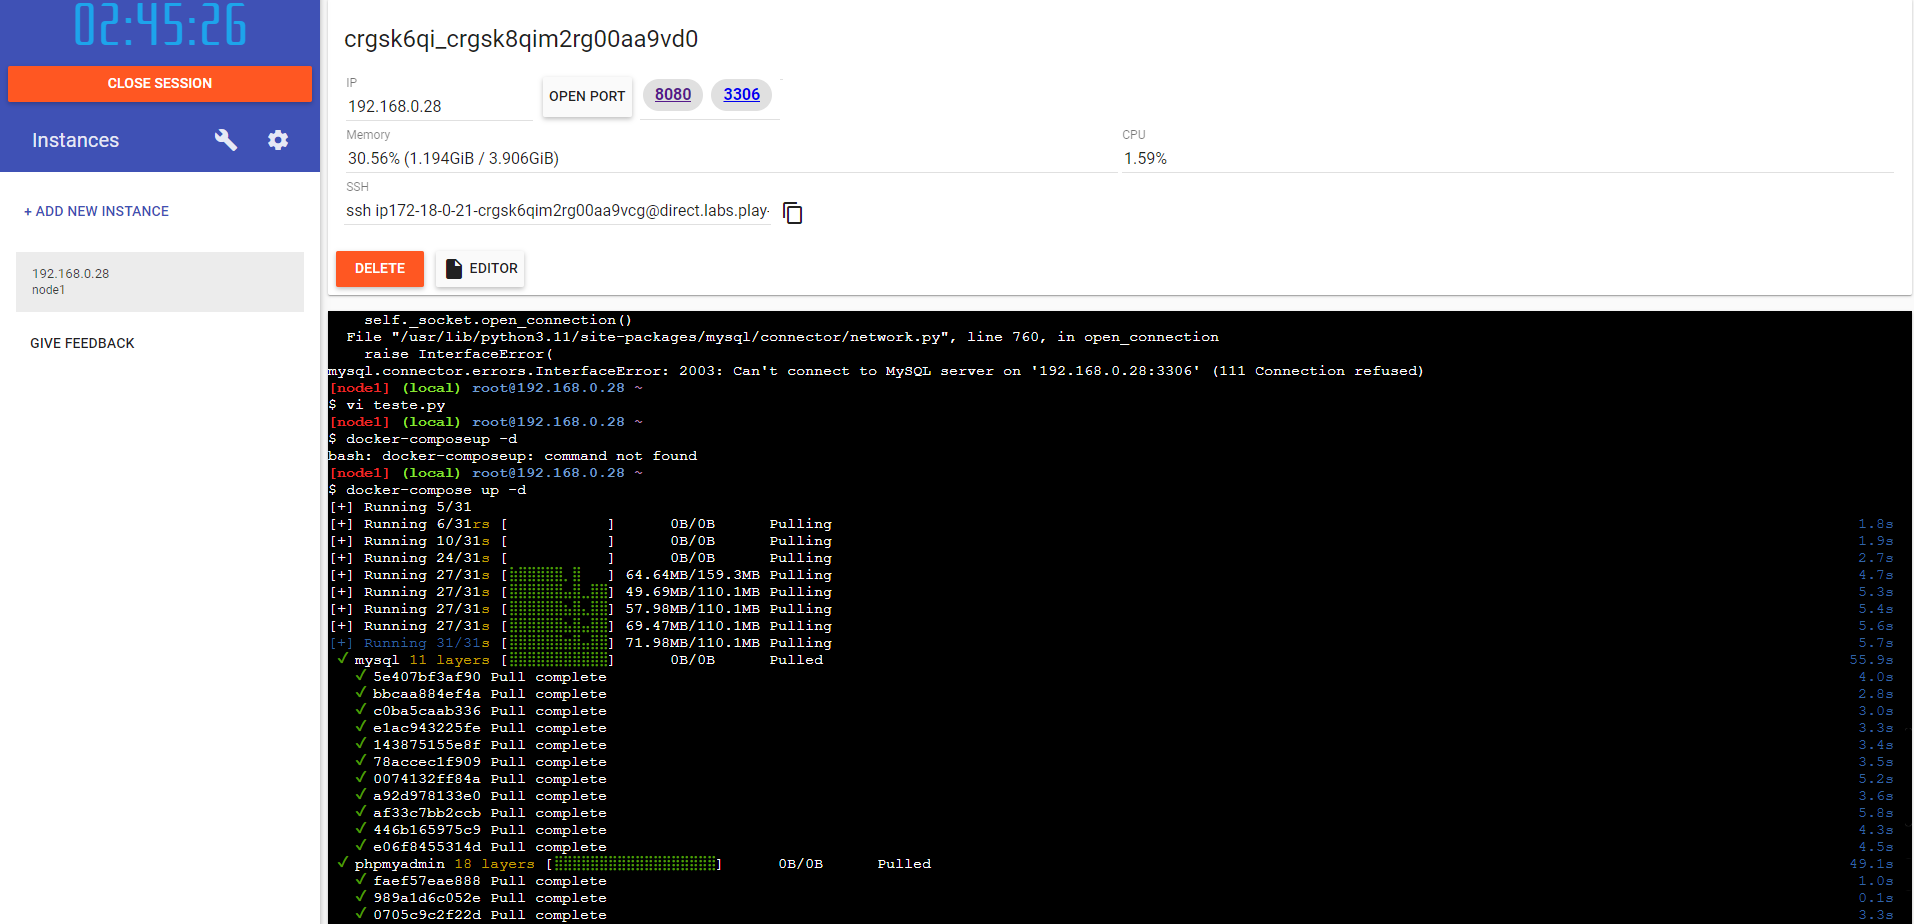 02:45:26
CLOSE SESSION
Instances
+ ADD NEW INSTANCE
192.168.0.28
node1
GIVE FEEDBACK
crgsk6qi_crgsk8qim2rg00aa9vd0
IP
192.168.0.28
OPEN PORT
8080
3306
Memory
30.56% (1.194GiB / 3.906GiB)
CPU
1.59%
SSH
ssh ip172-18-0-21-crgsk6qim2rg00aa9vcg@direct.labs.play-
DELETE
EDITOR
self._socket.open_connection()
File "/usr/lib/python3.11/site-packages/mysql/connector/network.py", line 760, in open_connection
raise InterfaceError(
mysql.connector.errors.InterfaceError: 2003: Can't connect to MySQL server on '192.168.0.28:3306' (111 Connection refused)
[node1] (local) root@192.168.0.28 ~
$ vi teste.py
[node1] (local) root@192.168.0.28 ~
$ docker-composeup -d
bash: docker-composeup: command not found
[node1] (local) root@192.168.0.28 ~
$ docker-compose up -d
[+] Running 5/31
[+] Running 6/31rs [ ] 0B/0B Pulling 1.8s
[+] Running 10/31s [ ] 0B/0B Pulling 1.9s
[+] Running 24/31s [ ] 0B/0B Pulling 2.7s
[+] Running 27/31s [ ] 64.64MB/159.3MB Pulling 4.7s
[+] Running 27/31s [ ] 49.69MB/110.1MB Pulling 5.3s
[+] Running 27/31s [ ] 57.98MB/110.1MB Pulling 5.4s
[+] Running 27/31s [ ] 69.47MB/110.1MB Pulling 5.6s
[+] Running 31/31s [ ] 71.98MB/110.1MB Pulling 5.7s
✓ mysql 11 layers [ ] 0B/0B Pulled 55.9s
✓ 5e407bf3af90 Pull complete 4.0s
✓ bbcaa884ef4a Pull complete 2.8s
✓ c0ba5caab336 Pull complete 3.0s
✓ e1ac943225fe Pull complete 3.3s
✓ 143875155e8f Pull complete 3.4s
✓ 78accec1f909 Pull complete 3.5s
✓ 0074132ff84a Pull complete 5.2s
✓ a92d978133e0 Pull complete 3.6s
✓ af33c7bb2ccb Pull complete 5.8s
✓ 446b165975c9 Pull complete 4.3s
✓ e06f8455314d Pull complete 4.5s
✓ phpmyadmin 18 layers [ ] 0B/0B Pulled 49.1s
✓ faef57eae888 Pull complete 1.0s
✓ 989a1d6c052e Pull complete 0.1s
✓ 0705c9c2f22d Pull complete 3.3s